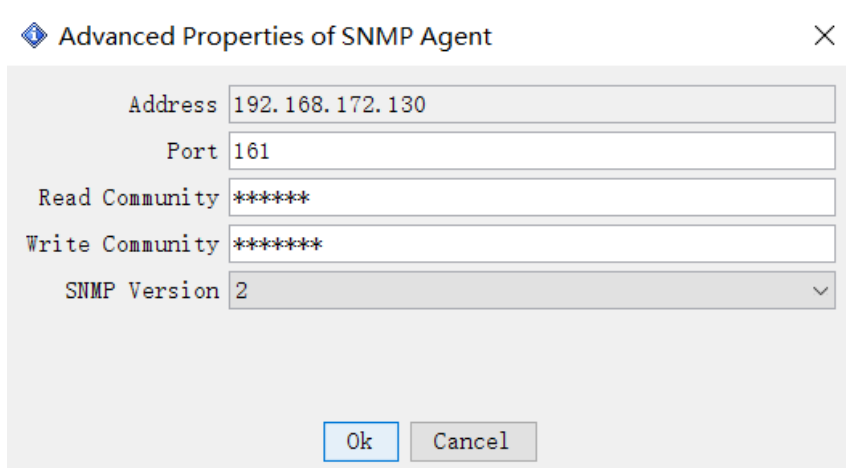 Advanced Properties of SNMP Agent
Address 192.168.172.130
Port 161
Read Community ******
Write Community *******
SNMP Version 2
Ok Cancel